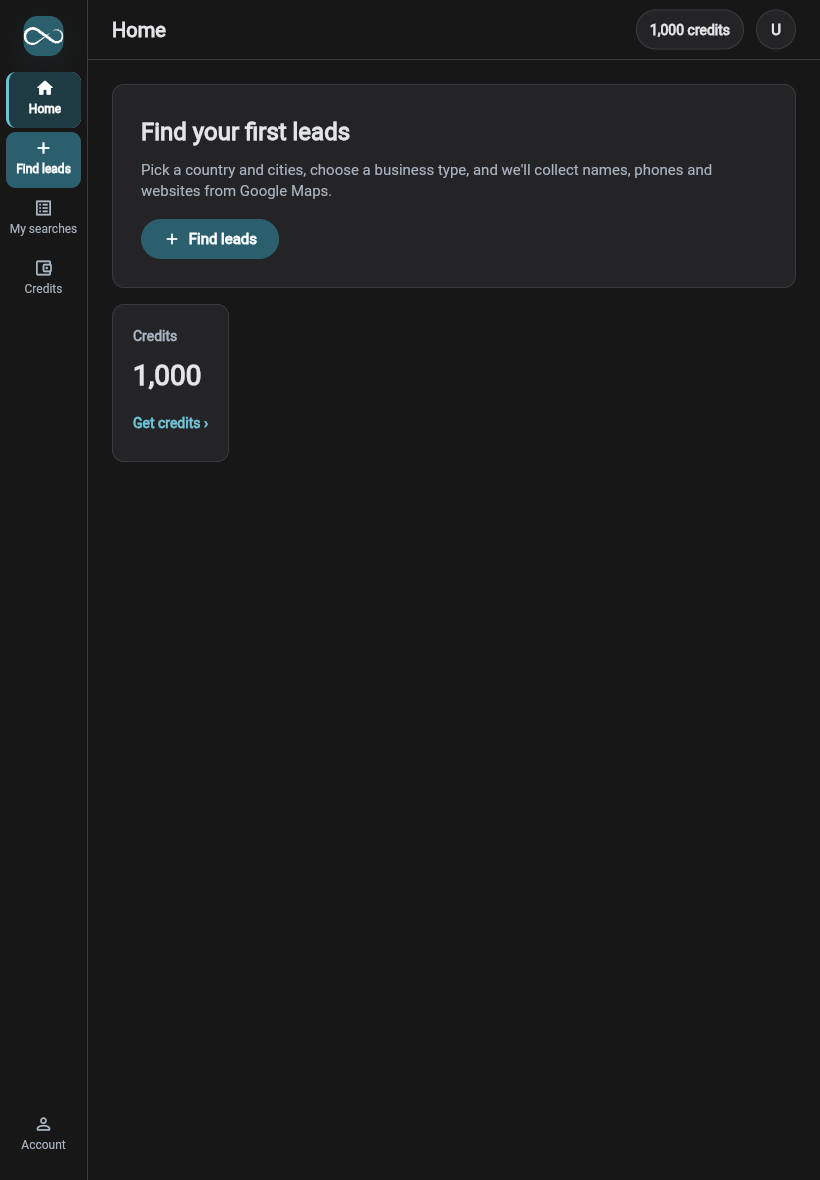 Home
1,000 credits
U
Home
Find leads
My searches
Credits
Account
Find your first leads
Pick a country and cities, choose a business type, and we'll collect names, phones and
websites from Google Maps.
Find leads
Credits
1,000
Get credits ›